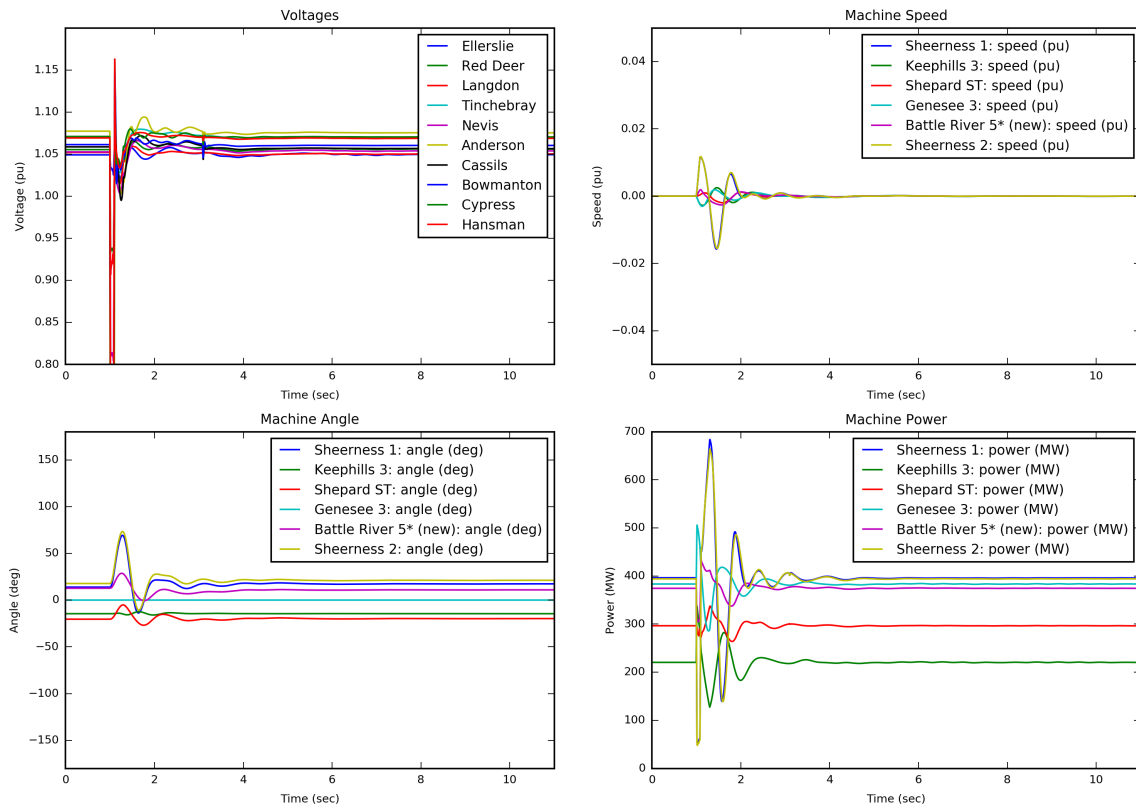 Voltages
1.15
1.10
1.05
1.00
0.95
0.90
0.85
0.80
Voltage (pu)
Ellerslie
Red Deer
Langdon
Tinchebray
Nevis
Anderson
Cassils
Bowmanton
Cypress
Hansman
0 2 4 6 8 10
Time (sec)
Machine Speed
0.04
0.02
0.00
−0.02
−0.04
Speed (pu)
Sheerness 1: speed (pu)
Keephills 3: speed (pu)
Shepard ST: speed (pu)
Genesee 3: speed (pu)
Battle River 5* (new): speed (pu)
Sheerness 2: speed (pu)
0 2 4 6 8 10
Time (sec)
Machine Angle
150
100
50
0
−50
−100
−150
Angle (deg)
Sheerness 1: angle (deg)
Keephills 3: angle (deg)
Shepard ST: angle (deg)
Genesee 3: angle (deg)
Battle River 5* (new): angle (deg)
Sheerness 2: angle (deg)
0 2 4 6 8 10
Time (sec)
Machine Power
700
600
500
400
300
200
100
0
Power (MW)
Sheerness 1: power (MW)
Keephills 3: power (MW)
Shepard ST: power (MW)
Genesee 3: power (MW)
Battle River 5* (new): power (MW)
Sheerness 2: power (MW)
0 2 4 6 8 10
Time (sec)